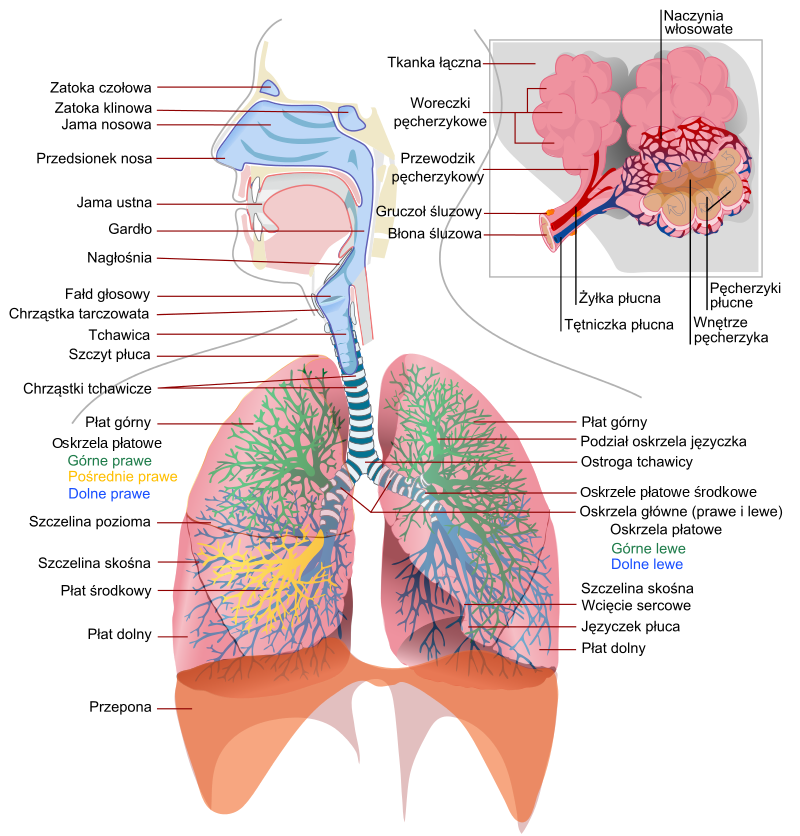 Zatoka czołowa
Zatoka klinowa
Jama nosowa
Przedsionek nosa
Jama ustna
Gardło
Nagłośnia
Fałd głosowy
Chrząstka tarczowata
Tchawica
Szczyt płuca
Chrząstki tchawicze
Płat górny
Oskrzela płatowe
Górne prawe
Pośrednie prawe
Dolne prawe
Szczelina pozioma
Szczelina skośna
Płat środkowy
Płat dolny
Przepona
Naczynia
włosowate
Tkanka łączna
Woreczki
pęcherzykowe
Przewodzik
pęcherzykowy
Gruczoł śluzowy
Błona śluzowa
Żyłka płucna
Tętniczka płucna
Pęcherzyki
płucne
Wnętrze
pęcherzyka
Płat górny
Podział oskrzela języczka
Ostroga tchawicy
Oskrzele płatowe środkowe
Oskrzela główne (prawe i lewe)
Oskrzela płatowe
Górne lewe
Dolne lewe
Szczelina skośna
Wcięcie sercowe
Języczek płuca
Płat dolny